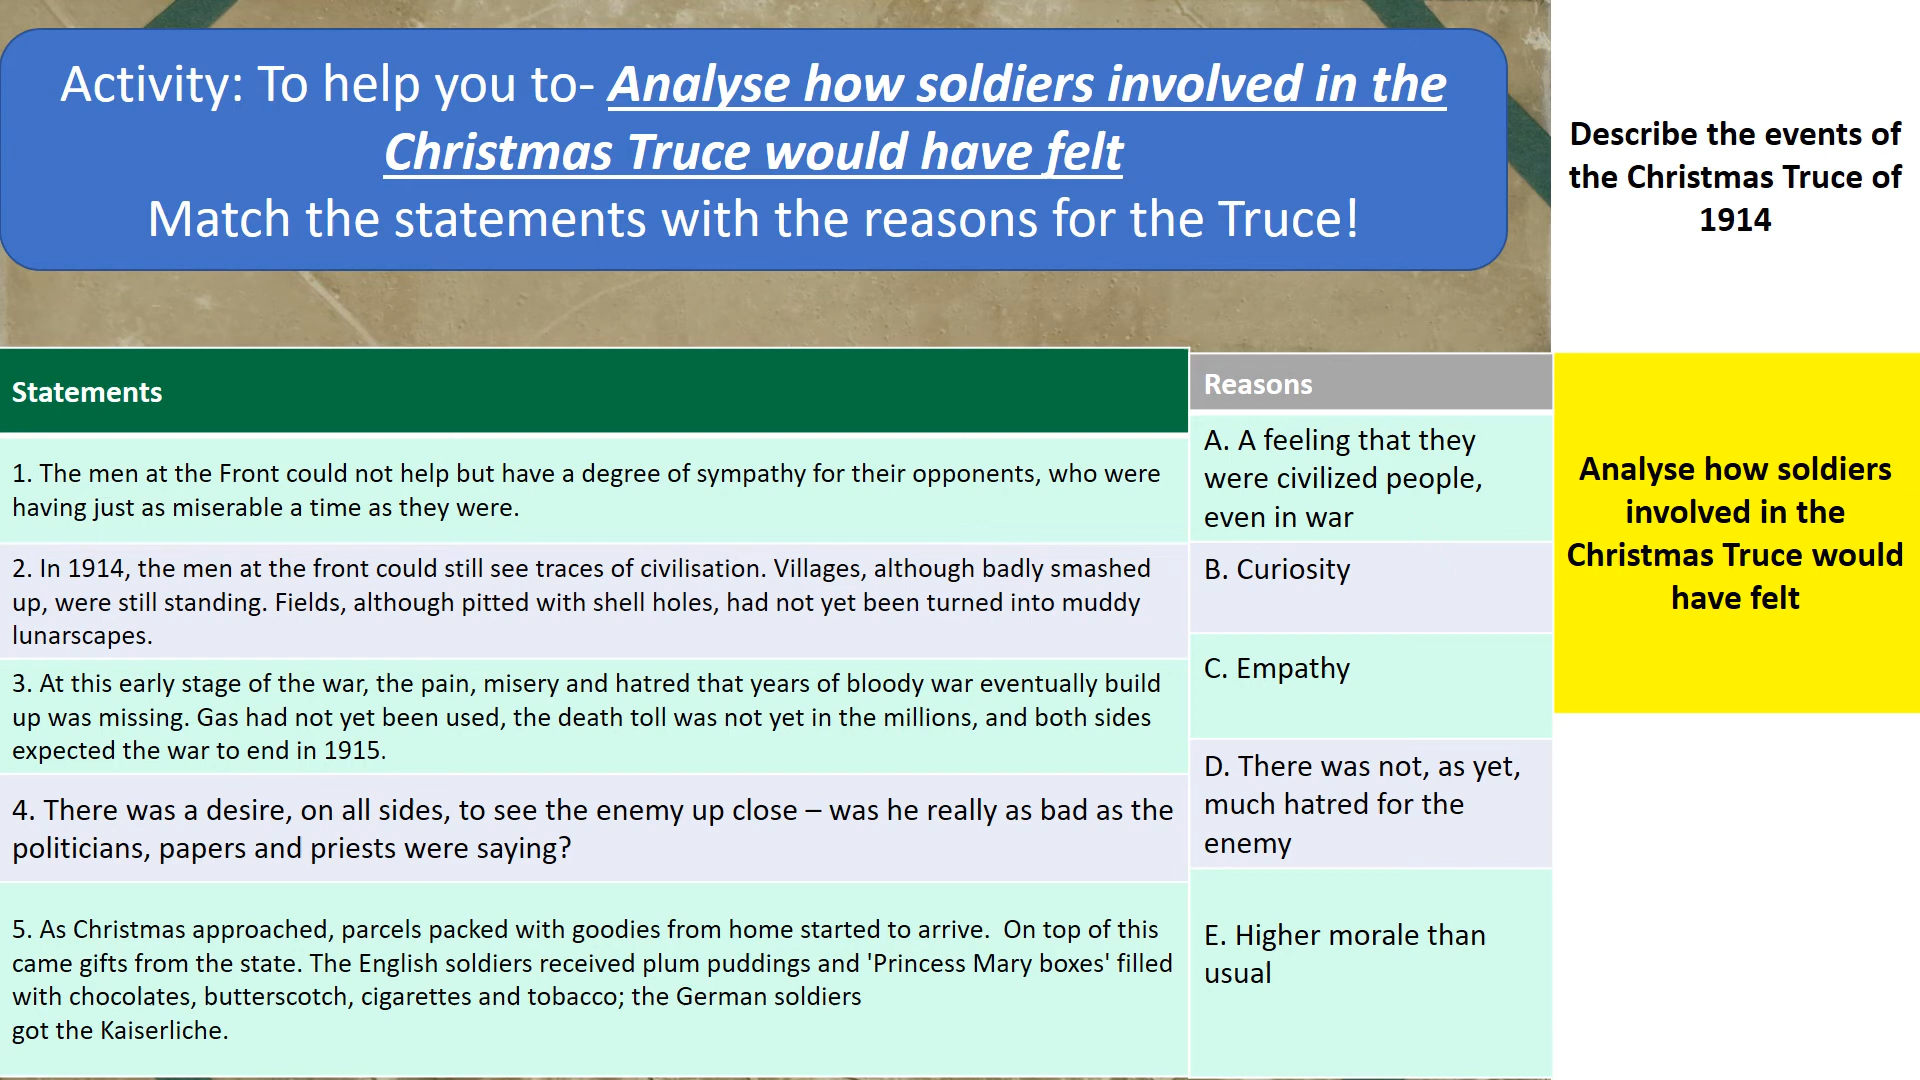 Activity: To help you to- Analyse how soldiers involved in the
Christmas Truce would have felt
Match the statements with the reasons for the Truce!
Describe the events of
the Christmas Truce of
1914
Statements
1. The men at the Front could not help but have a degree of sympathy for their opponents, who were
having just as miserable a time as they were.
2. In 1914, the men at the front could still see traces of civilisation. Villages, although badly smashed
up, were still standing. Fields, although pitted with shell holes, had not yet been turned into muddy
lunarscapes.
3. At this early stage of the war, the pain, misery and hatred that years of bloody war eventually build
up was missing. Gas had not yet been used, the death toll was not yet in the millions, and both sides
expected the war to end in 1915.
4. There was a desire, on all sides, to see the enemy up close – was he really as bad as the
politicians, papers and priests were saying?
5. As Christmas approached, parcels packed with goodies from home started to arrive.  On top of this
came gifts from the state. The English soldiers received plum puddings and 'Princess Mary boxes' filled
with chocolates, butterscotch, cigarettes and tobacco; the German soldiers
got the Kaiserliche.
Reasons
A. A feeling that they
were civilized people,
even in war
B. Curiosity
C. Empathy
D. There was not, as yet,
much hatred for the
enemy
E. Higher morale than
usual
Analyse how soldiers
involved in the
Christmas Truce would
have felt